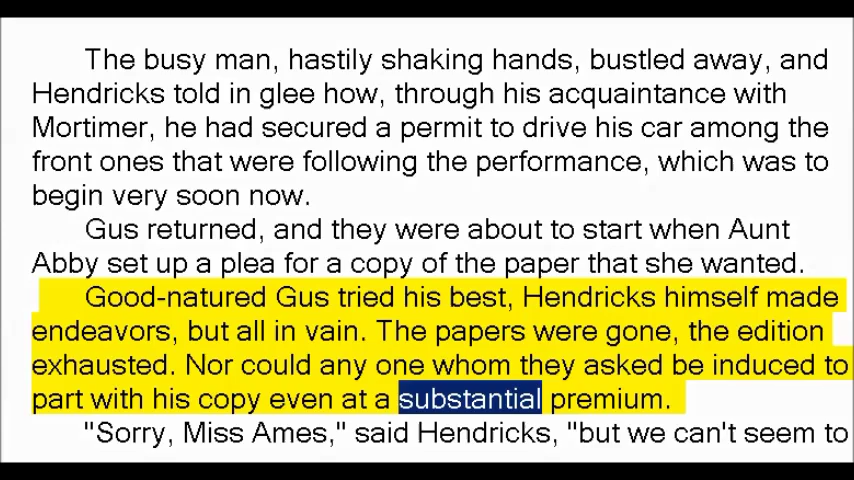 The busy man, hastily shaking hands, bustled away, and
Hendricks told in glee how, through his acquaintance with
Mortimer, he had secured a permit to drive his car among the
front ones that were following the performance, which was to
begin very soon now.
Gus returned, and they were about to start when Aunt
Abby set up a plea for a copy of the paper that she wanted.
Good-natured Gus tried his best, Hendricks himself made
endeavors, but all in vain. The papers were gone, the edition
exhausted. Nor could any one whom they asked be induced to
part with his copy even at a substantial premium.
"Sorry, Miss Ames," said Hendricks, "but we can't seem to